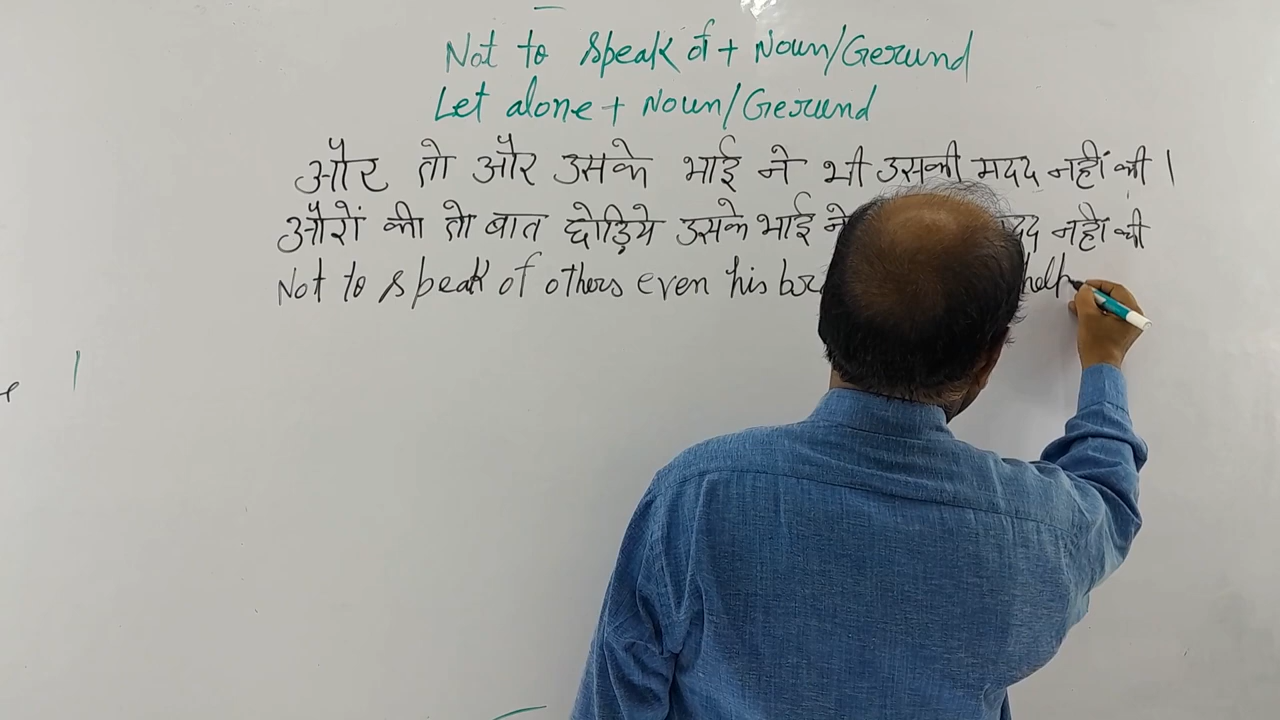 Not to speak of + Noun/Gerund
Let alone + Noun/Gerund
और तो और उसके भाई ने भी उसकी मदद नहीं की ।
औरों की तो बात छोड़िये उसके भाई ने नहीं की
Not to speak of others even his help